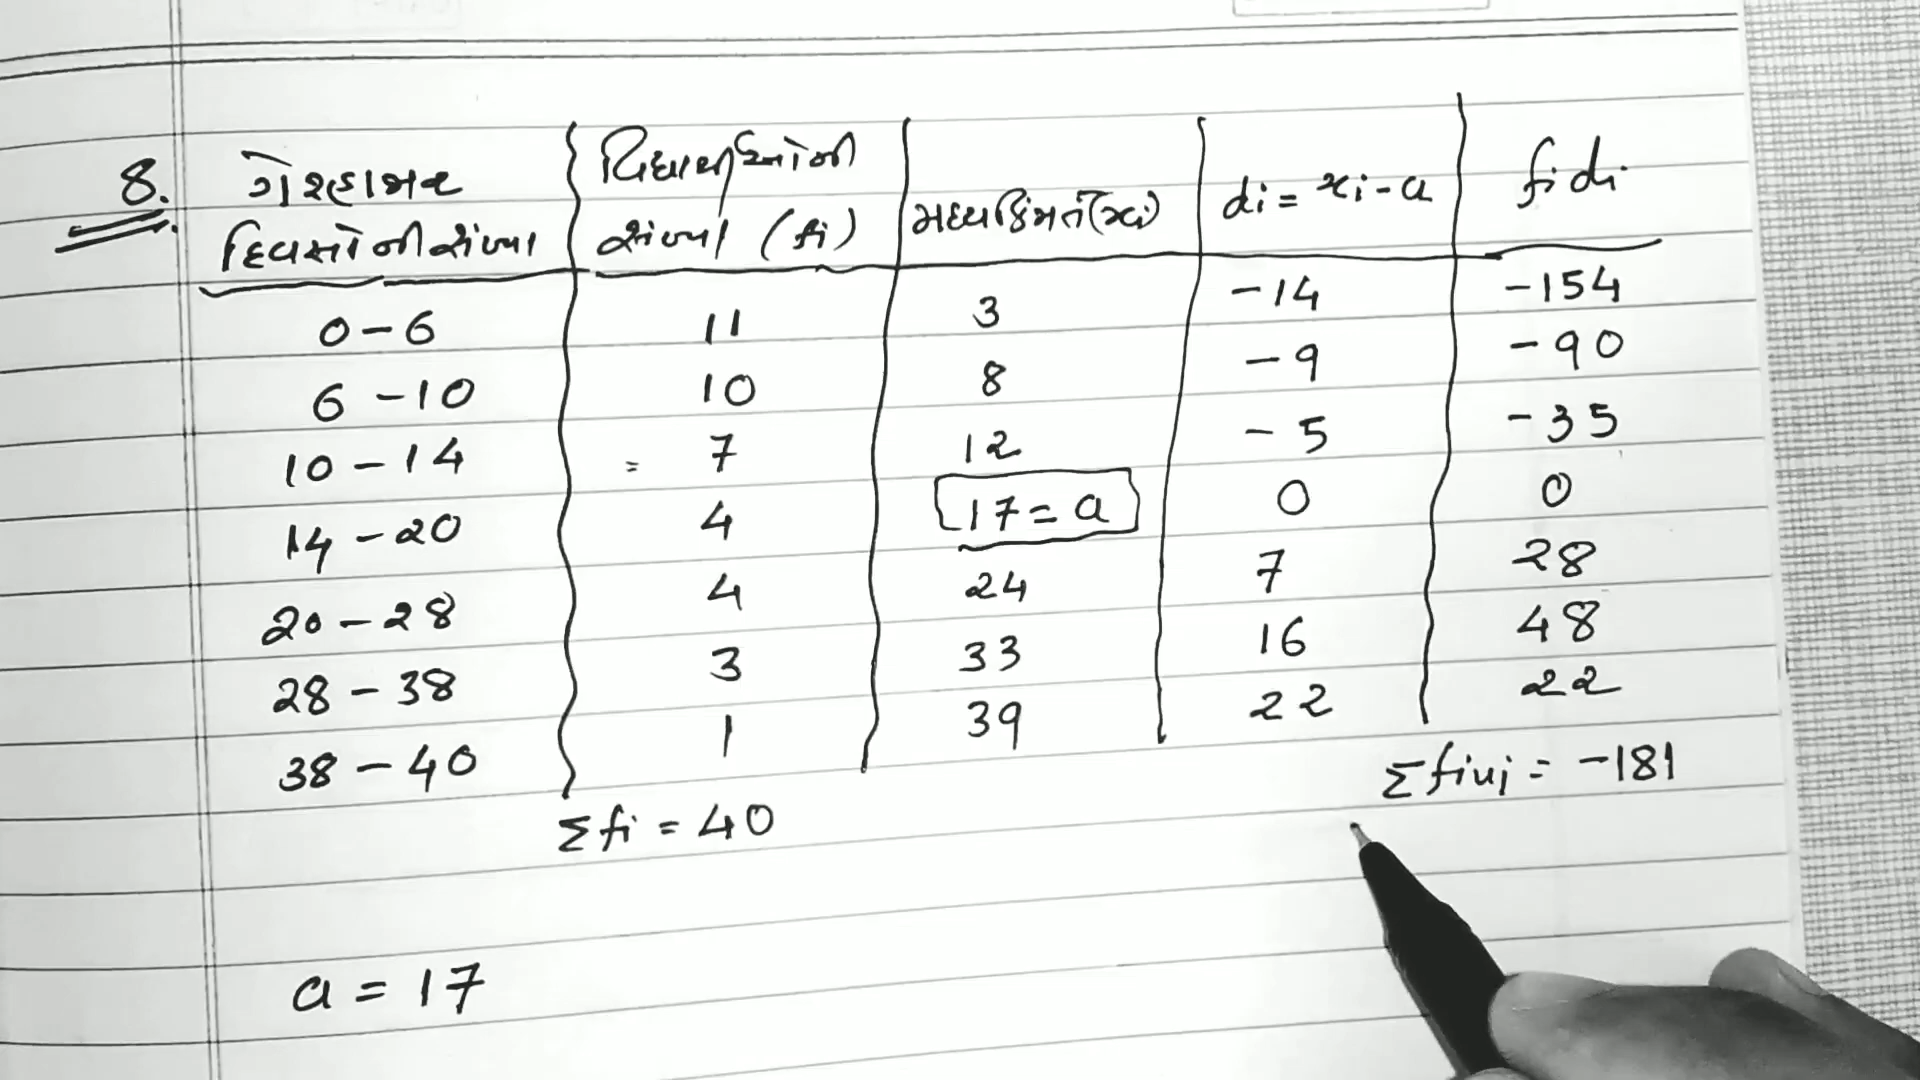 8. ગેરહાજર દિવસોની સંખ્યા | વિદ્યાર્થીઓની સંખ્યા (fi) | મધ્યકિંમત (xi) | di = xi - a | fidi
0 - 6 | 11 | 3 | -14 | -154
6 - 10 | 10 | 8 | -9 | -90
10 - 14 | = 7 | 12 | -5 | -35
14 - 20 | 4 | 17 = a | 0 | 0
20 - 28 | 4 | 24 | 7 | 28
28 - 38 | 3 | 33 | 16 | 48
38 - 40 | 1 | 39 | 22 | 22
Σfi = 40 | Σfiui = -181
a = 17